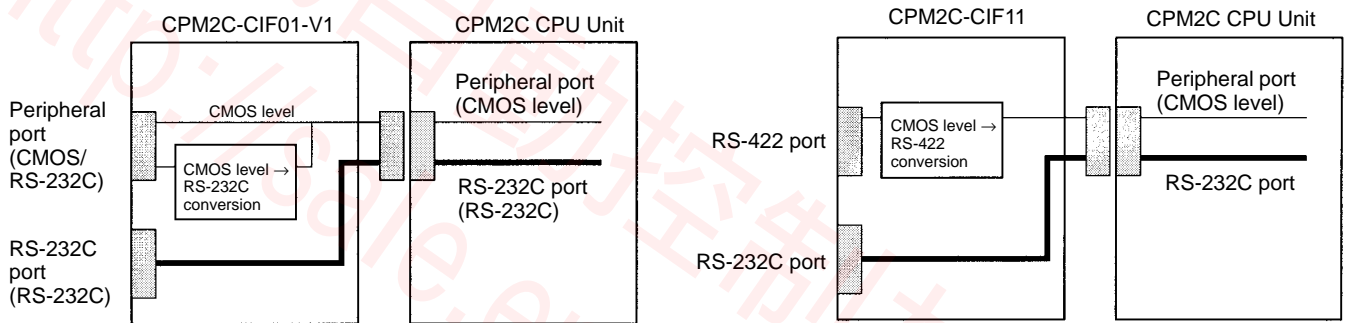 CPM2C-CIF01-V1
CPM2C CPU Unit
Peripheral
port
(CMOS/
RS-232C)
CMOS level
CMOS level →
RS-232C
conversion
RS-232C
port
(RS-232C)
Peripheral port
(CMOS level)
RS-232C port
(RS-232C)
CPM2C-CIF11
CPM2C CPU Unit
RS-422 port
CMOS level →
RS-422
conversion
RS-232C port
Peripheral port
(CMOS level)
RS-232C port